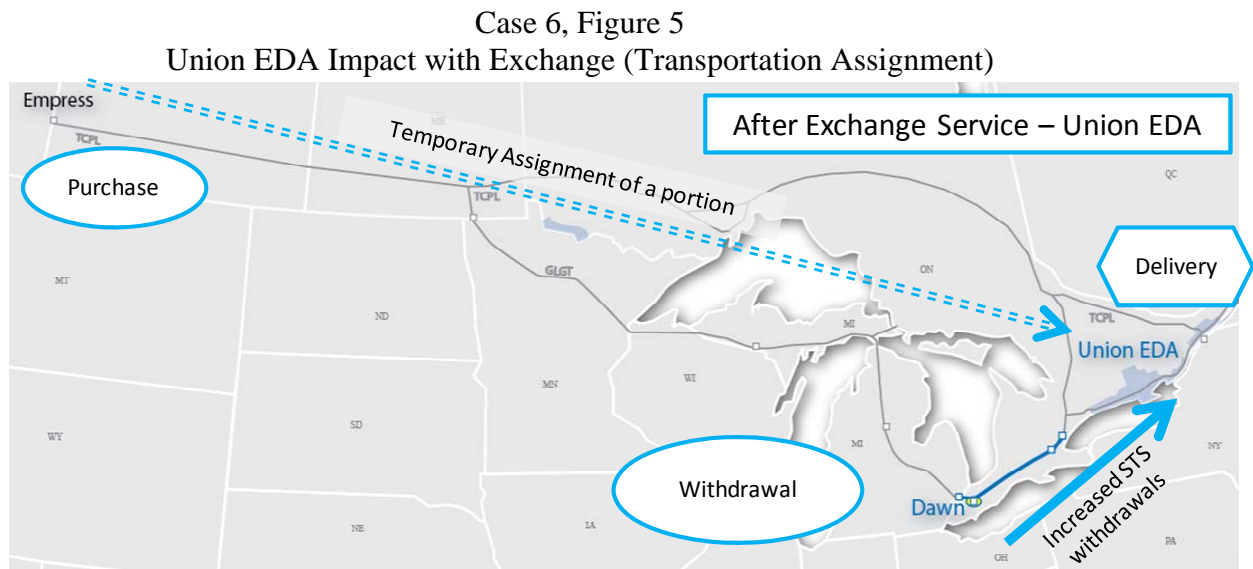 Case 6, Figure 5
Union EDA Impact with Exchange (Transportation Assignment)
Empress
TCPL
MB
After Exchange Service – Union EDA
QC
Temporary Assignment of a portion
Purchase
TCPL
Delivery
GLGT
ON
MT
ND
MI
TCPL
Union EDA
MN
WI
SD
WY
MI
NY
Withdrawal
Dawn
Increased STS
withdrawals
NE
IA
OH
PA